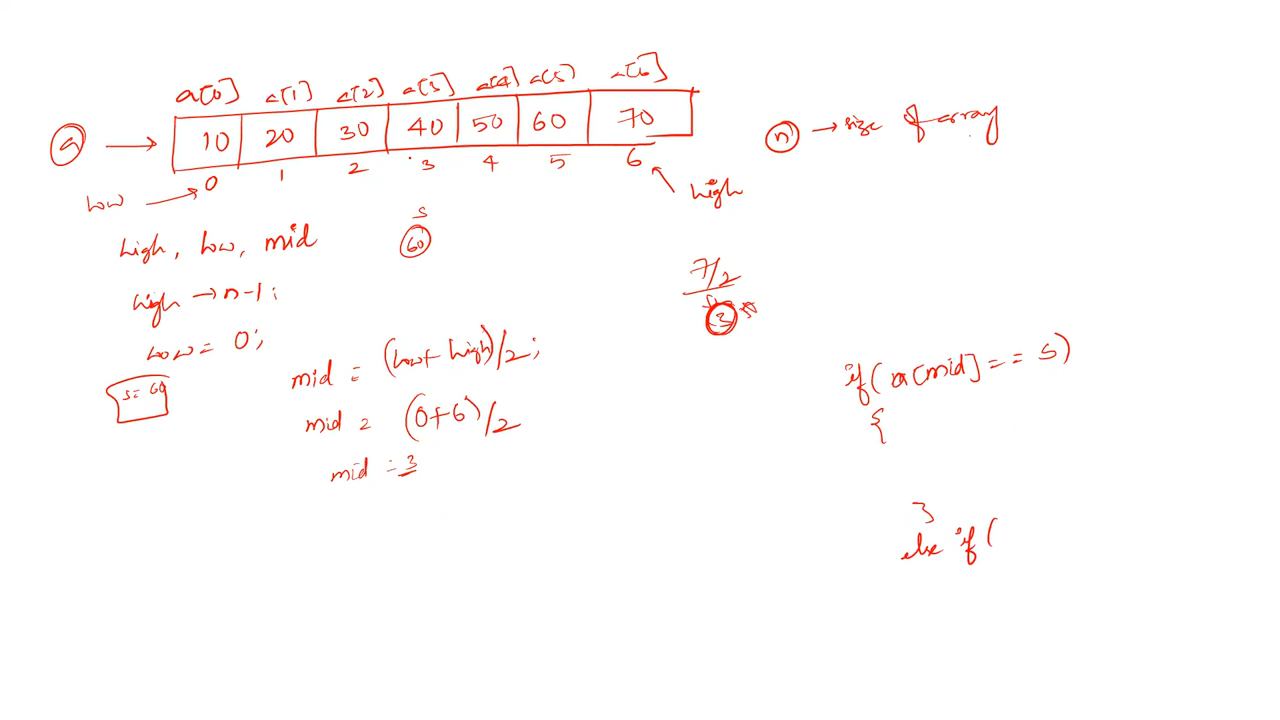 a[0] a[1] a[2] a[3] a[4] a[5] a[6]
a → 10 20 30 40 50 60 70
n → size of array
0 1 2 3 4 5 6
low
high
high, low, mid
s
60
high → n-1;
7/2
3
low = 0;
mid = (low + high)/2;
if( a[mid] == s)
s = 60
{
mid = (0+6)/2
mid = 3
}
else if (